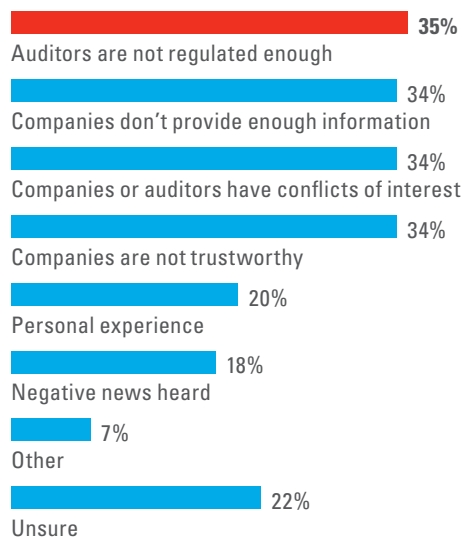 35%
Auditors are not regulated enough
34%
Companies don't provide enough information
34%
Companies or auditors have conflicts of interest
34%
Companies are not trustworthy
20%
Personal experience
18%
Negative news heard
7%
Other
22%
Unsure